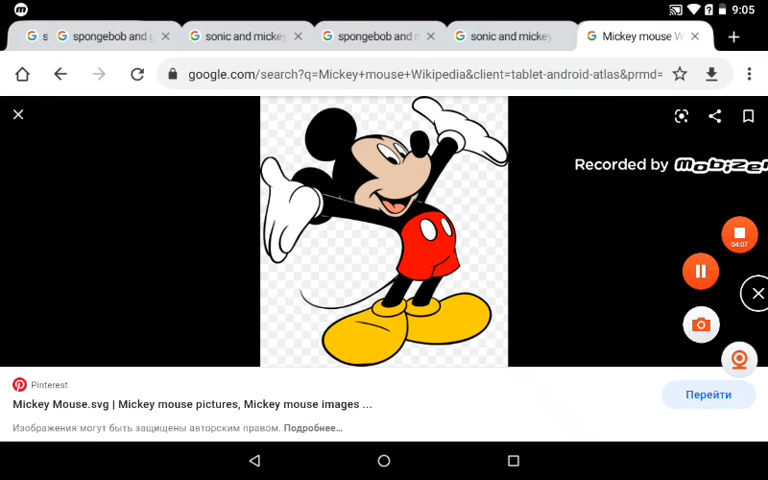 9:05
spongebob and
sonic and mickey
spongebob and
sonic and mickey
Mickey mouse W
google.com/search?q=Mickey+mouse+Wikipedia&client=tablet-android-atlas&prmd=
Recorded by Mobizen
04:07
Pinterest
Mickey Mouse.svg | Mickey mouse pictures, Mickey mouse images ...
Перейти
Изображения могут быть защищены авторским правом. Подробнее...